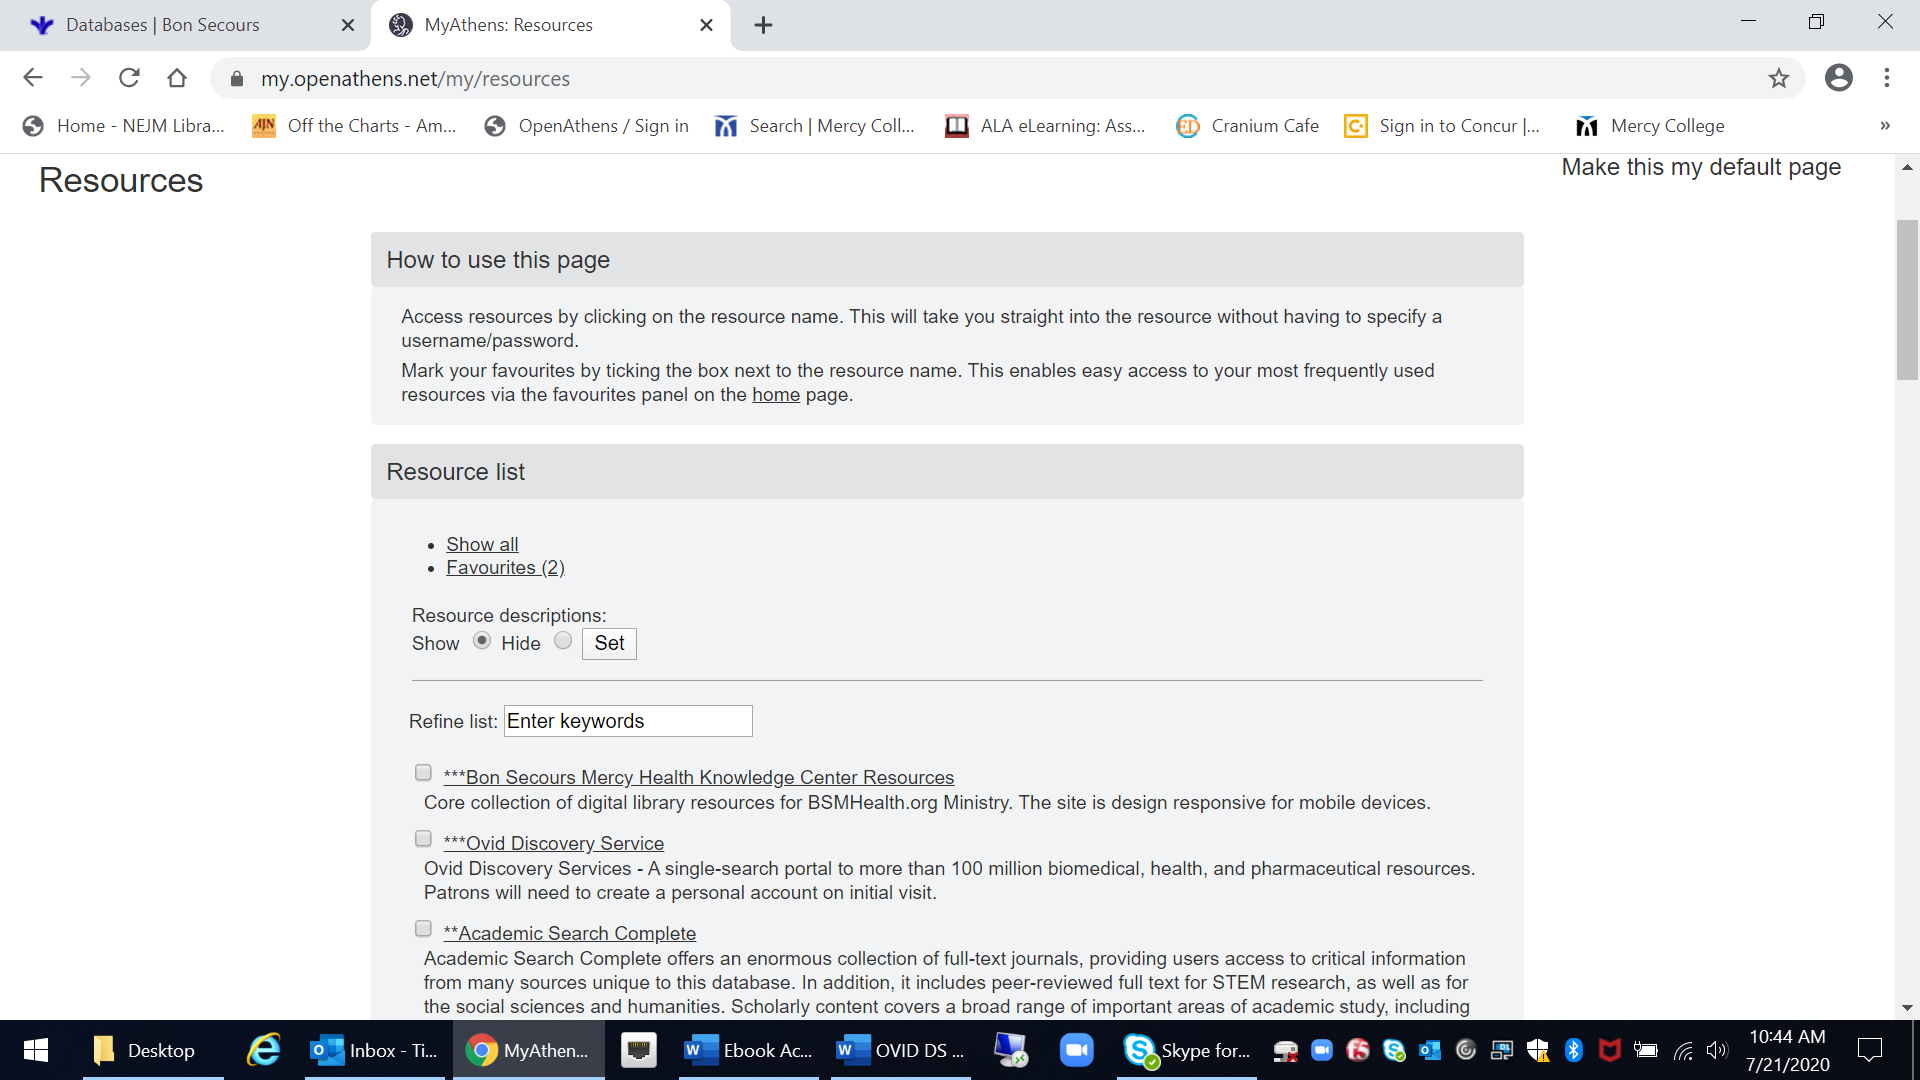 Databases | Bon Secours
MyAthens: Resources
my.openathens.net/my/resources
Home - NEJM Libra...
Off the Charts - Am...
OpenAthens / Sign in
Search | Mercy Coll...
ALA eLearning: Ass...
Cranium Cafe
Sign in to Concur |...
Mercy College
»
Resources
Make this my default page
How to use this page
Access resources by clicking on the resource name. This will take you straight into the resource without having to specify a
username/password.
Mark your favourites by ticking the box next to the resource name. This enables easy access to your most frequently used
resources via the favourites panel on the home page.
Resource list
• Show all
• Favourites (2)
Resource descriptions:
Show Hide Set
Refine list: Enter keywords
***Bon Secours Mercy Health Knowledge Center Resources
Core collection of digital library resources for BSMHealth.org Ministry. The site is design responsive for mobile devices.
***Ovid Discovery Service
Ovid Discovery Services - A single-search portal to more than 100 million biomedical, health, and pharmaceutical resources.
Patrons will need to create a personal account on initial visit.
**Academic Search Complete
Academic Search Complete offers an enormous collection of full-text journals, providing users access to critical information
from many sources unique to this database. In addition, it includes peer-reviewed full text for STEM research, as well as for
the social sciences and humanities. Scholarly content covers a broad range of important areas of academic study, including
Desktop
Inbox - Ti...
MyAthen...
Ebook Ac...
OVID DS ...
Skype for...
10:44 AM
7/21/2020